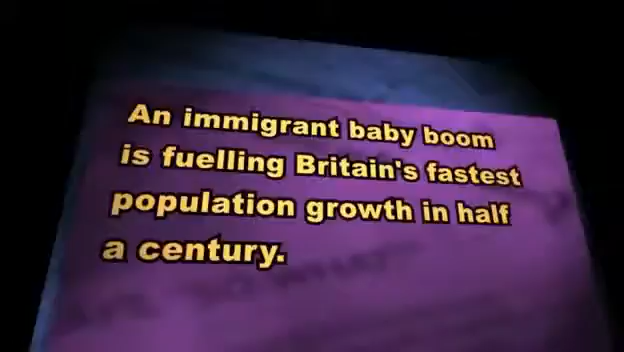 An immigrant baby boom
is fuelling Britain's fastest
population growth in half
a century.